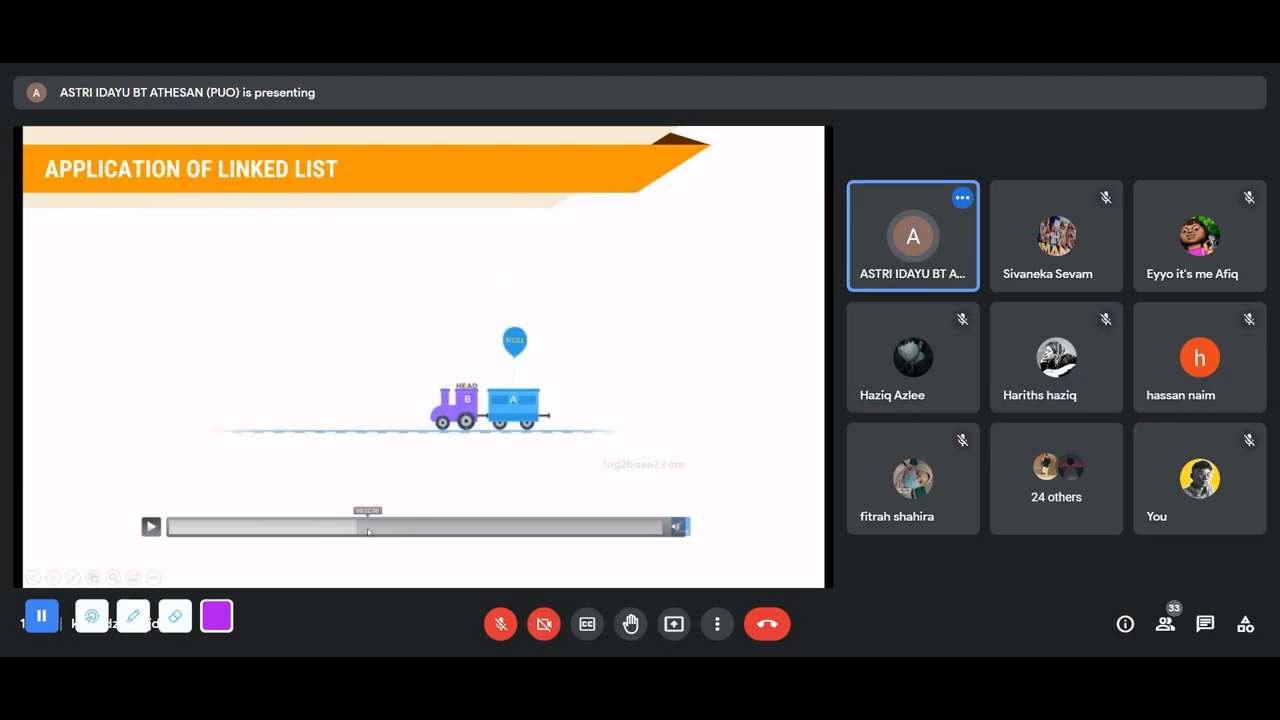 A
ASTRI IDAYU BT ATHESAN (PUO) is presenting
APPLICATION OF LINKED LIST
NULL
HEAD
B
A
log2base2.com
A
ASTRI IDAYU BT A...
Sivaneka Sevam
Eyyo it's me Afiq
Haziq Azlee
Hariths haziq
h
hassan naim
fitrah shahira
24 others
You
33